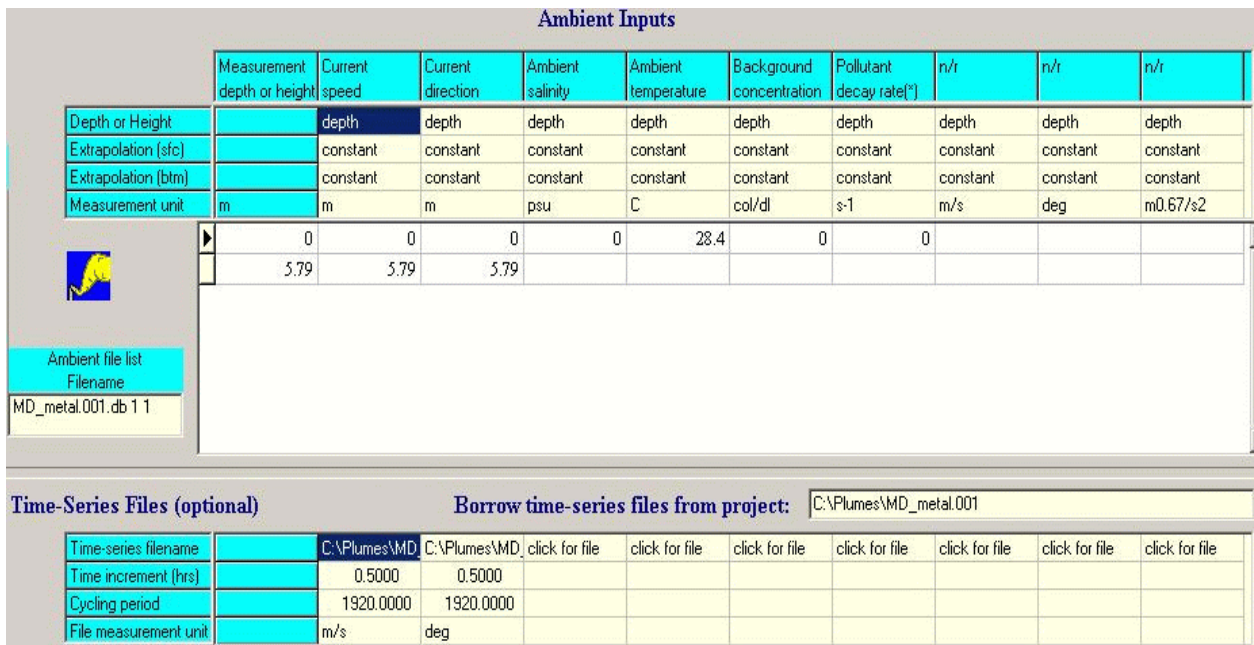 Ambient Inputs
Measurement depth or height Current speed Current direction Ambient salinity Ambient temperature Background concentration Pollutant decay rate(*) n/r n/r n/r
Depth or Height depth depth depth depth depth depth depth depth depth
Extrapolation (sfc) constant constant constant constant constant constant constant constant constant
Extrapolation (btm) constant constant constant constant constant constant constant constant constant
Measurement unit m m m psu C col/dl s-1 m/s deg m0.67/s2
0 0 0 0 28.4 0 0
5.79 5.79 5.79
Ambient file list
Filename
MD_metal.001.db 1 1
Time-Series Files (optional) Borrow time-series files from project: C:\Plumes\MD_metal.001
Time-series filename C:\Plumes\MD_ C:\Plumes\MD_ click for file click for file click for file click for file click for file click for file click for file
Time increment (hrs) 0.5000 0.5000
Cycling period 1920.0000 1920.0000
File measurement unit m/s deg